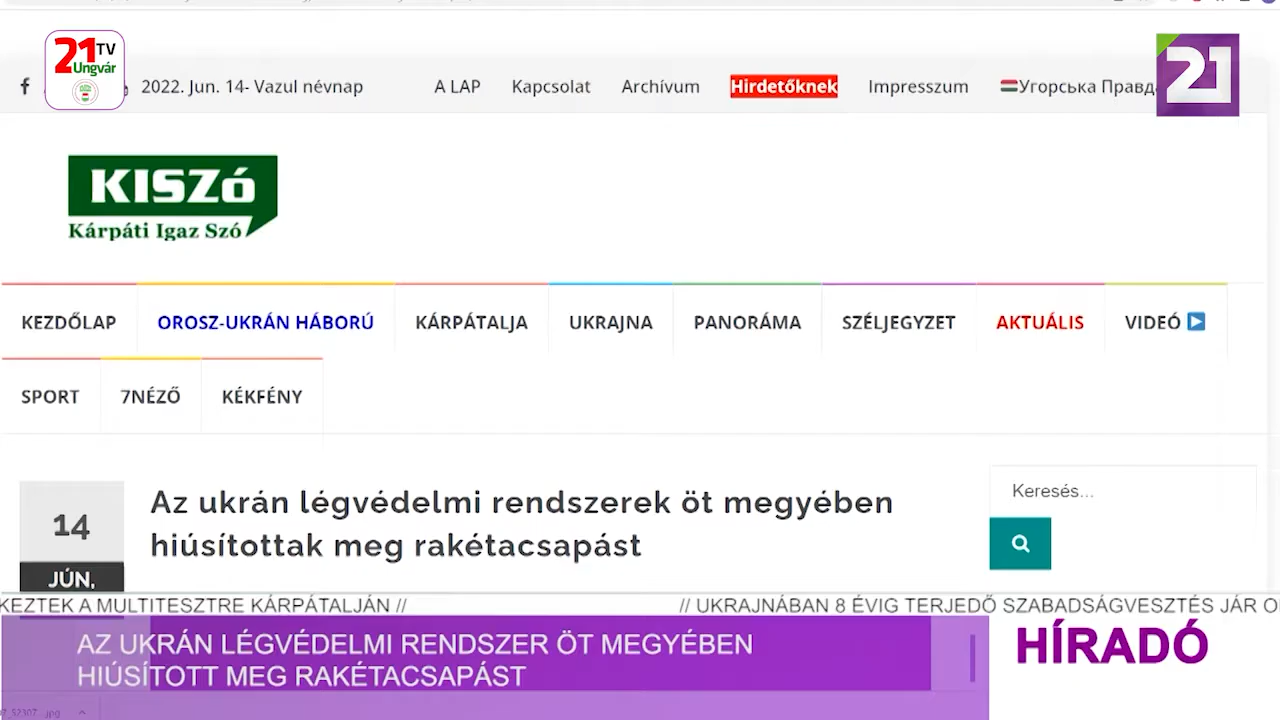 21 TV
Ungvár
21
2022. Jun. 14- Vazul névnap
A LAP
Kapcsolat
Archívum
Hirdetőknek
Impresszum
Угорська Правда
KISZó
Kárpáti Igaz Szó
KEZDŐLAP
OROSZ-UKRÁN HÁBORÚ
KÁRPÁTALJA
UKRAJNA
PANORÁMA
SZÉLJEGYZET
AKTUÁLIS
VIDEÓ
SPORT
7NÉZŐ
KÉKFÉNY
14
JÚN,
Az ukrán légvédelmi rendszerek öt megyében
hiúsítottak meg rakétacsapást
Keresés...
KEZTEK A MULTITESZTRE KÁRPÁTALJÁN // // UKRAJNÁBAN 8 ÉVIG TERJEDŐ SZABADSÁGVESZTÉS JÁR
AZ UKRÁN LÉGVÉDELMI RENDSZER ÖT MEGYÉBEN
HIÚSÍTOTT MEG RAKÉTACSAPÁST
HÍRADÓ